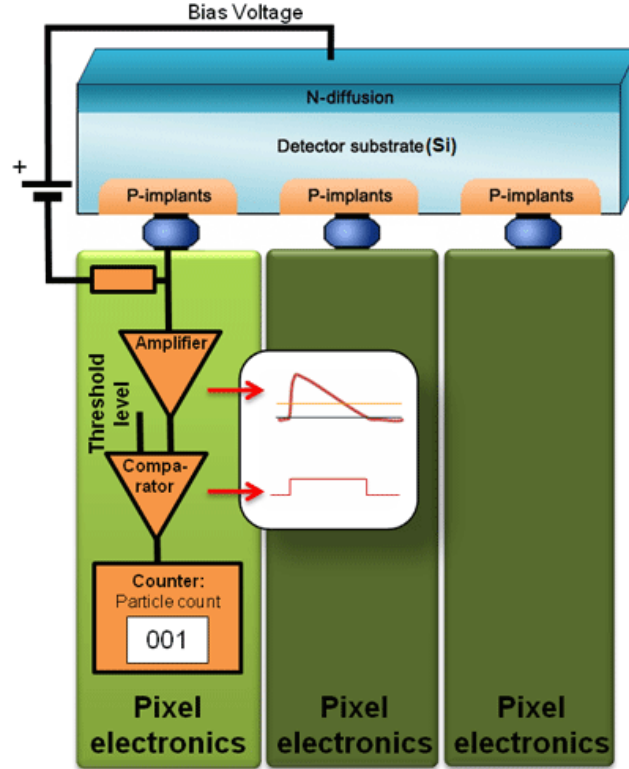 Bias Voltage
N-diffusion
Detector substrate(Si)
+
P-implants
P-implants
P-implants
Amplifier
Threshold
level
Compa-
rator
Counter:
Particle count
001
Pixel
electronics
Pixel
electronics
Pixel
electronics